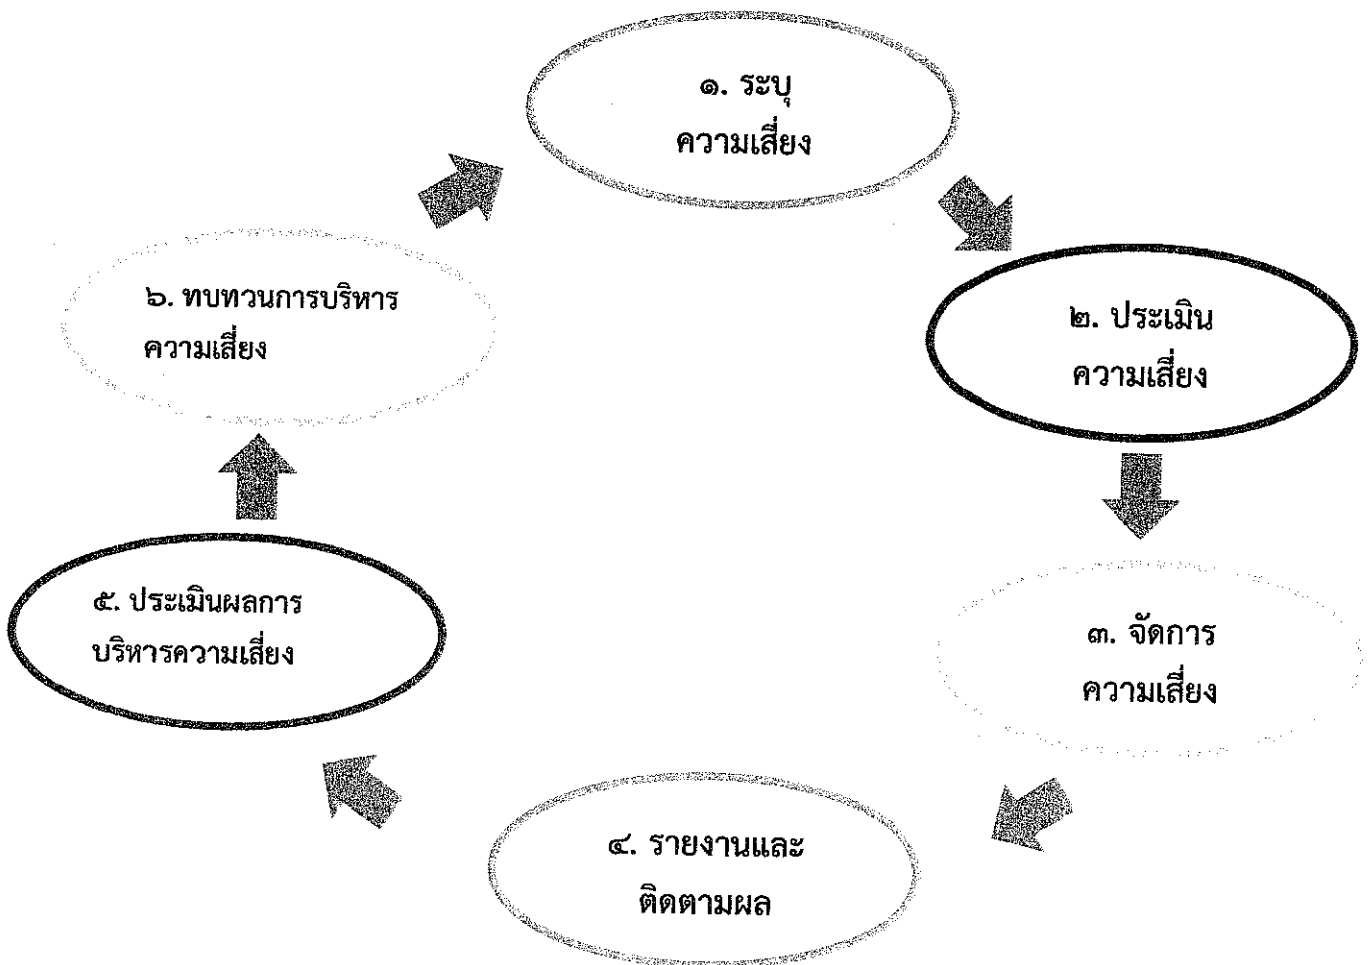 ๑. ระบุ
ความเสี่ยง
๒. ประเมิน
ความเสี่ยง
๓. จัดการ
ความเสี่ยง
๔. รายงานและ
ติดตามผล
๕. ประเมินผลการ
บริหารความเสี่ยง
๖. ทบทวนการบริหาร
ความเสี่ยง